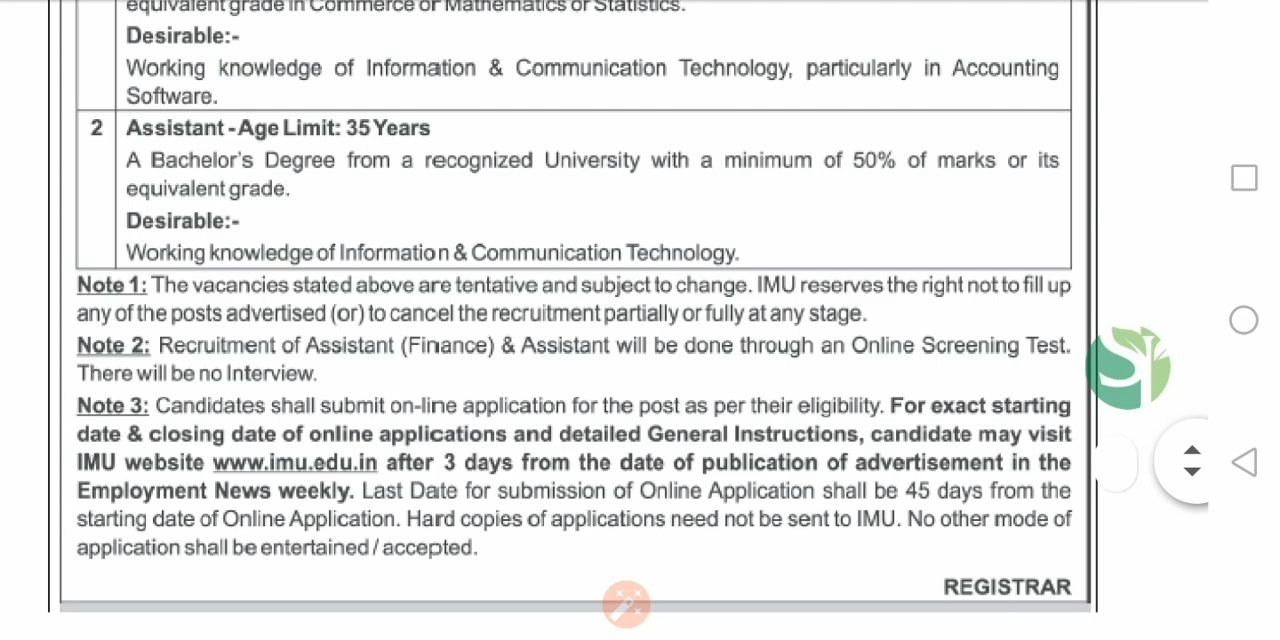 equivalent grade in Commerce or Mathematics or Statistics.
Desirable:-
Working knowledge of Information & Communication Technology, particularly in Accounting
Software.
2 Assistant - Age Limit: 35 Years
A Bachelor's Degree from a recognized University with a minimum of 50% of marks or its
equivalent grade.
Desirable:-
Working knowledge of Information & Communication Technology.
Note 1: The vacancies stated above are tentative and subject to change. IMU reserves the right not to fill up
any of the posts advertised (or) to cancel the recruitment partially or fully at any stage.
Note 2: Recruitment of Assistant (Finance) & Assistant will be done through an Online Screening Test.
There will be no Interview.
Note 3: Candidates shall submit on-line application for the post as per their eligibility. For exact starting
date & closing date of online applications and detailed General Instructions, candidate may visit
IMU website www.imu.edu.in after 3 days from the date of publication of advertisement in the
Employment News weekly. Last Date for submission of Online Application shall be 45 days from the
starting date of Online Application. Hard copies of applications need not be sent to IMU. No other mode of
application shall be entertained / accepted.
REGISTRAR